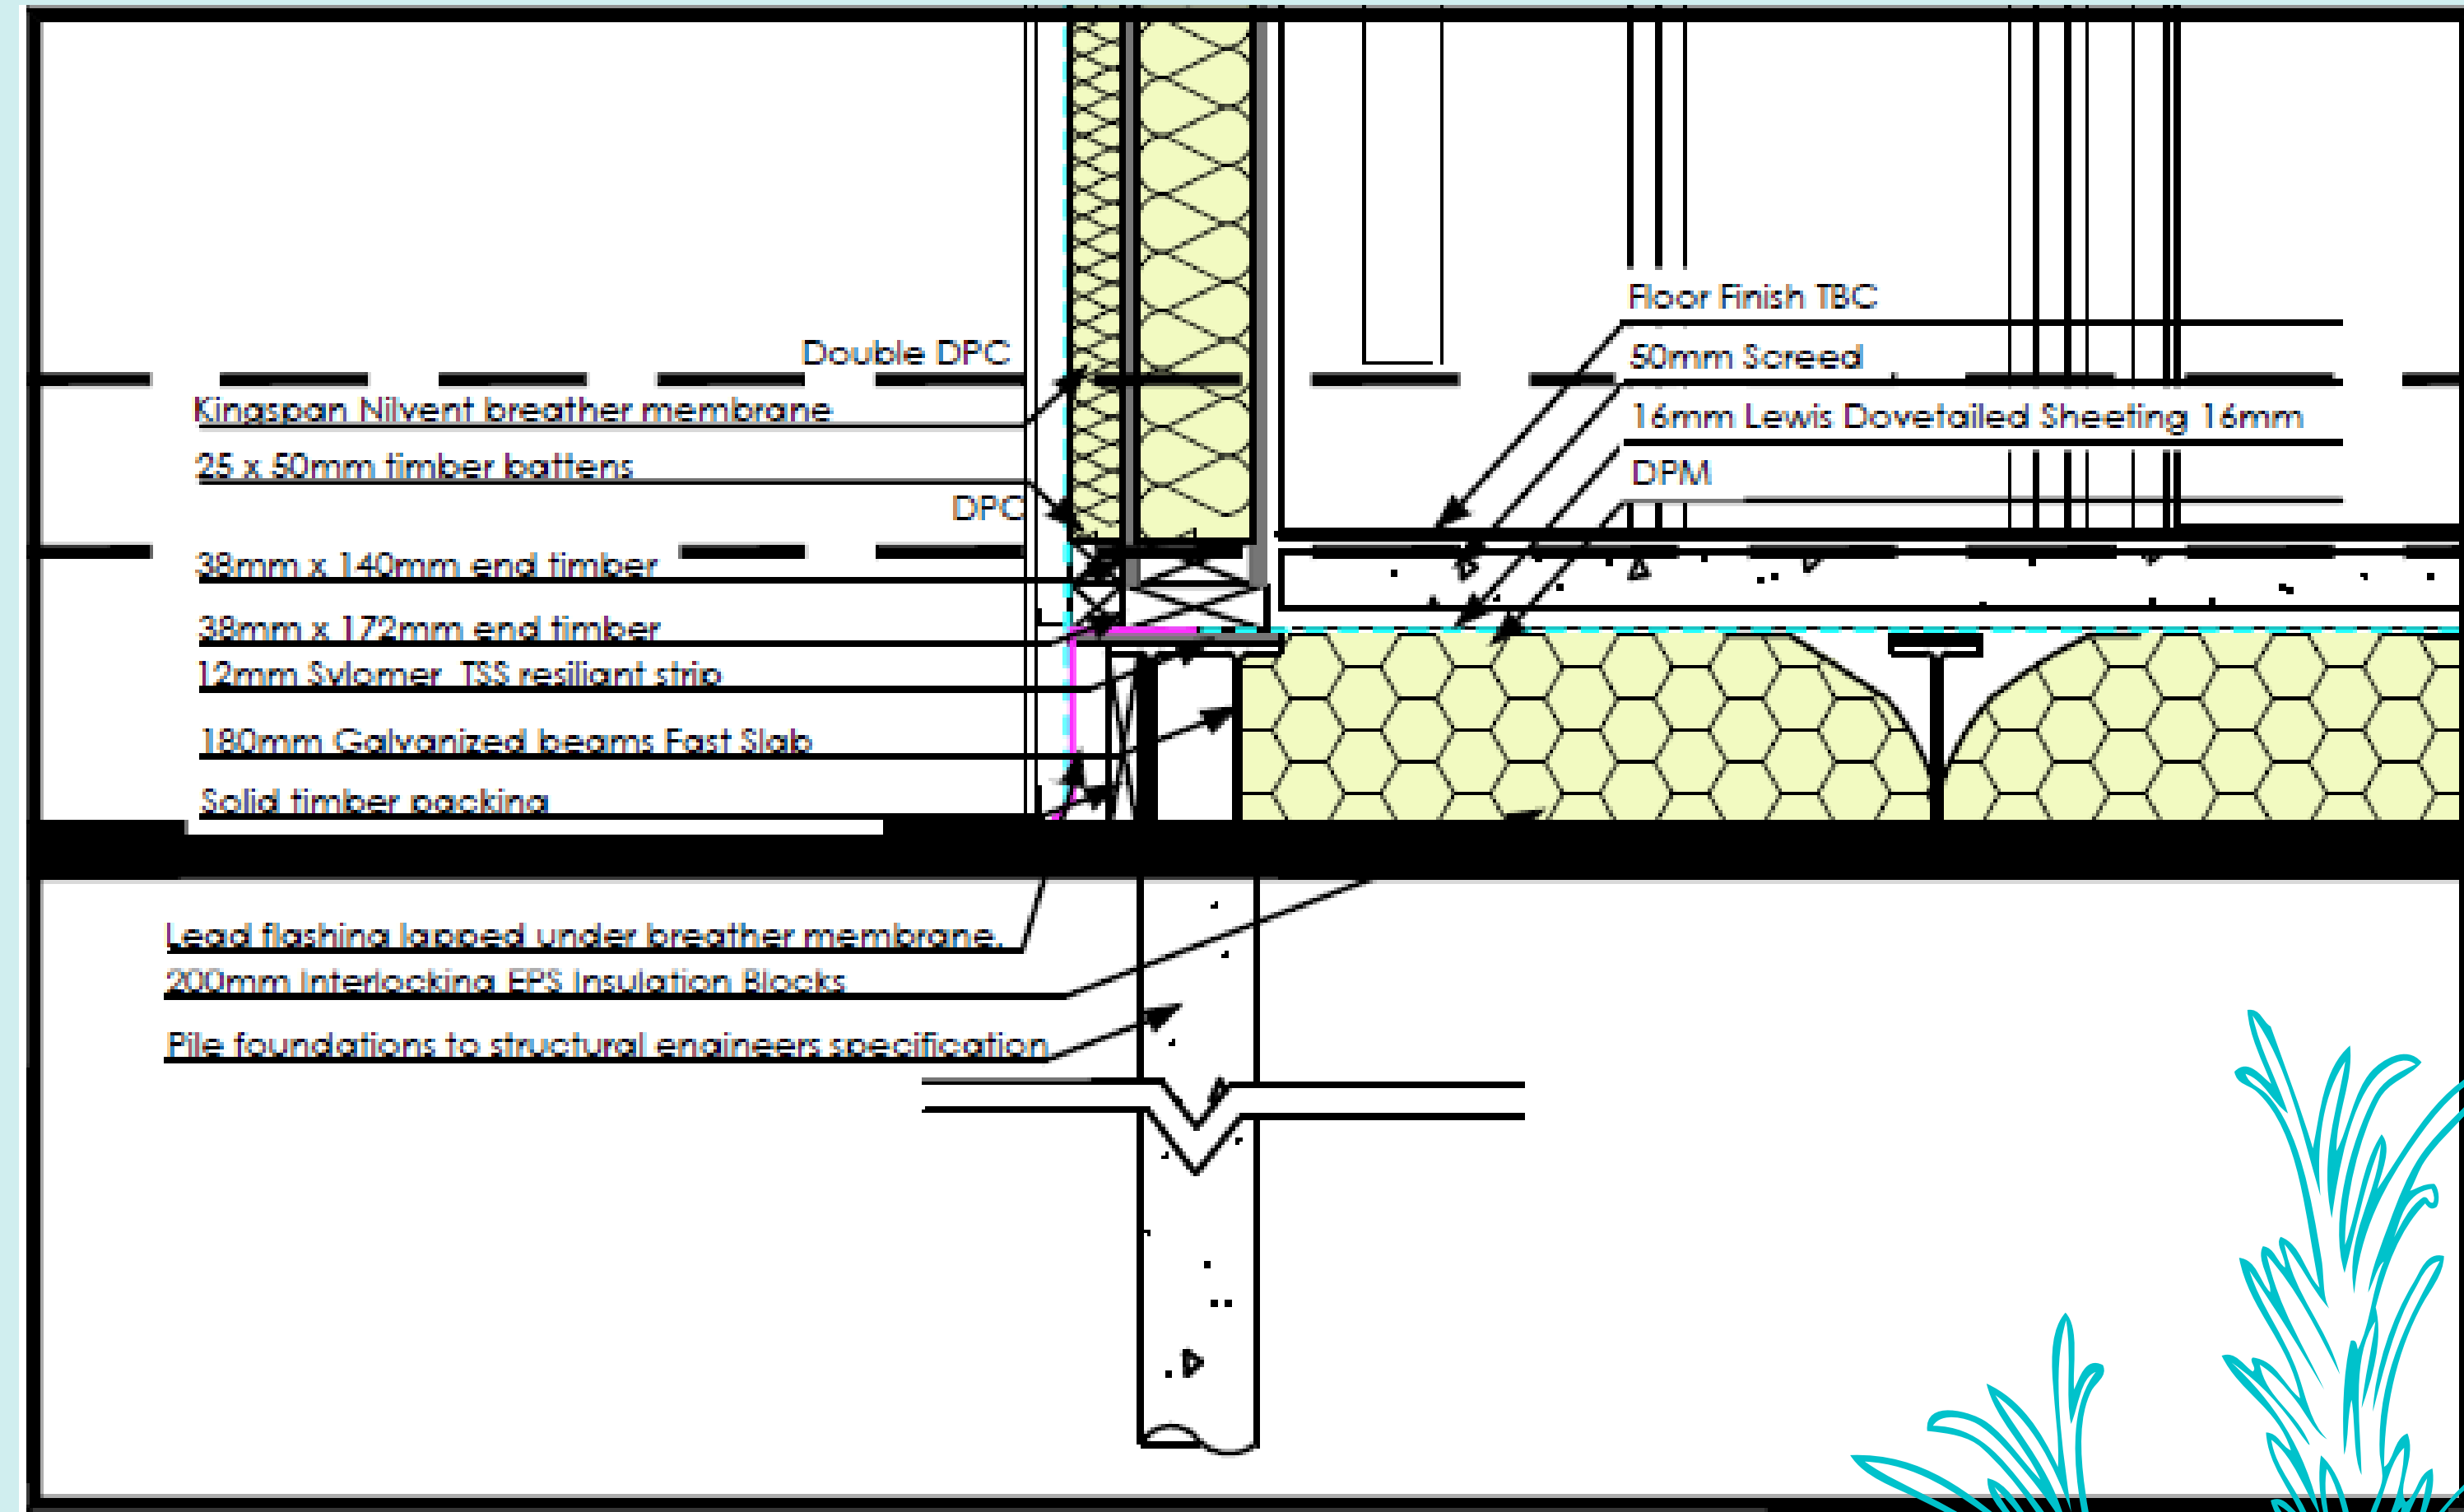 Double DPC
Kingspan Nilvent breather membrane
25 x 50mm timber battens
DPC
38mm x 140mm end timber
38mm x 172mm end timber
12mm Sylomer TSS resiliant strip
180mm Galvanized beams Fast Slab
Solid timber packing
Lead flashing lapped under breather membrane.
200mm Interlocking EPS Insulation Blocks
Pile foundations to structural engineers specification
Floor Finish TBC
50mm Screed
16mm Lewis Dovetailed Sheeting 16mm
DPM